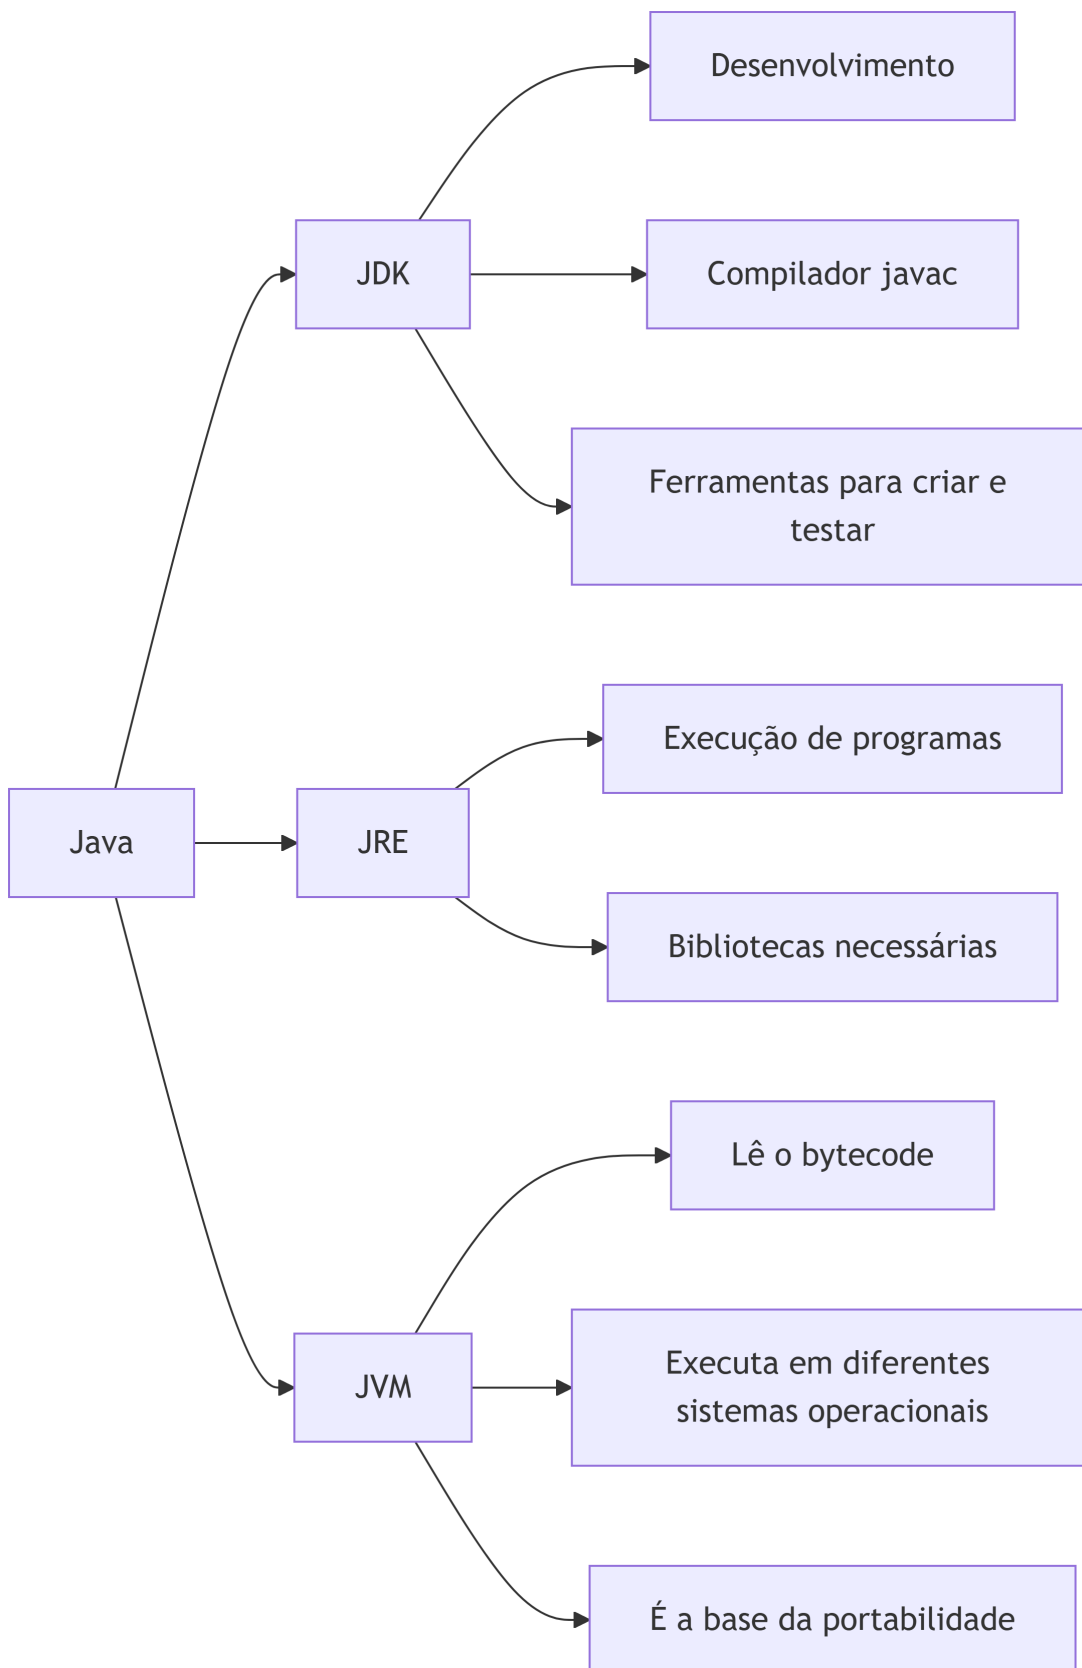 Java
JDK
Desenvolvimento
Compilador javac
Ferramentas para criar e
testar
JRE
Execução de programas
Bibliotecas necessárias
JVM
Lê o bytecode
Executa em diferentes
sistemas operacionais
É a base da portabilidade